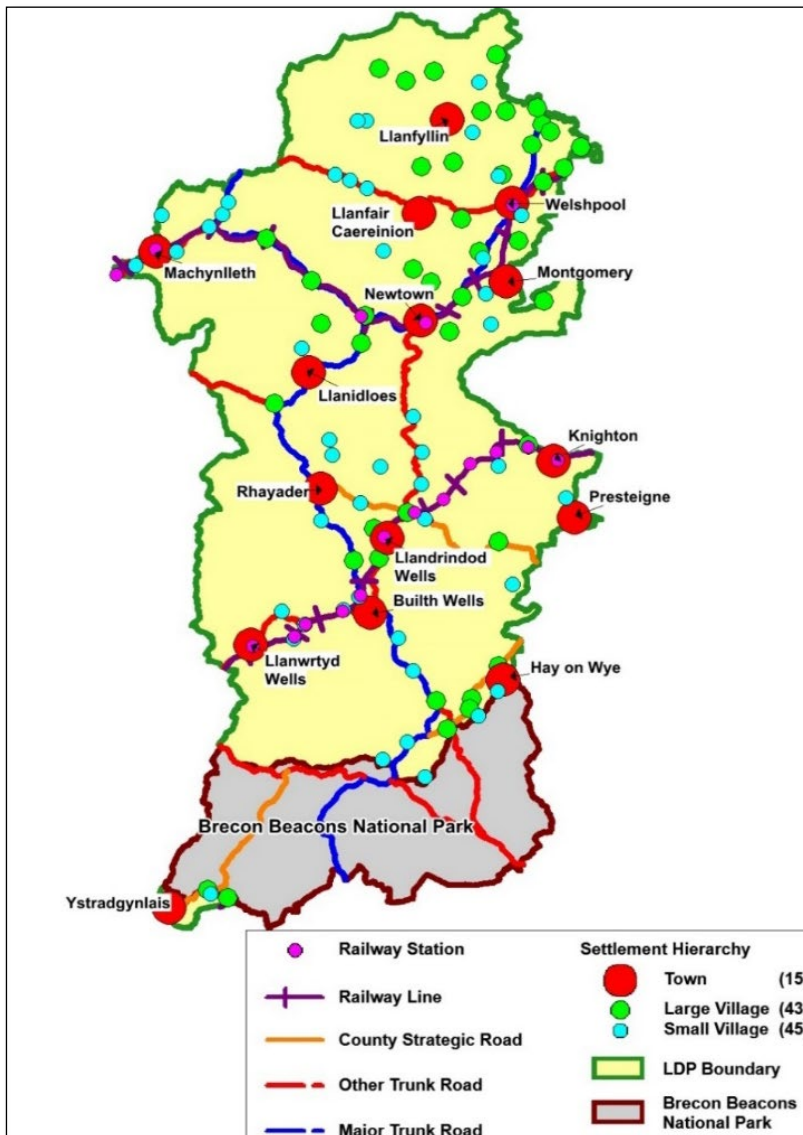 Llanfyllin
Welshpool
Llanfair
Caereinion
Machynlleth
Montgomery
Newtown
Llanidloes
Knighton
Rhayader
Presteigne
Llandrindod
Wells
Builth Wells
Llanwrtyd
Wells
Hay on Wye
Brecon Beacons National Park
Ystradgynlais
Railway Station
Railway Line
County Strategic Road
Other Trunk Road
Major Trunk Road
Settlement Hierarchy
Town (15
Large Village (43
Small Village (45
LDP Boundary
Brecon Beacons
National Park